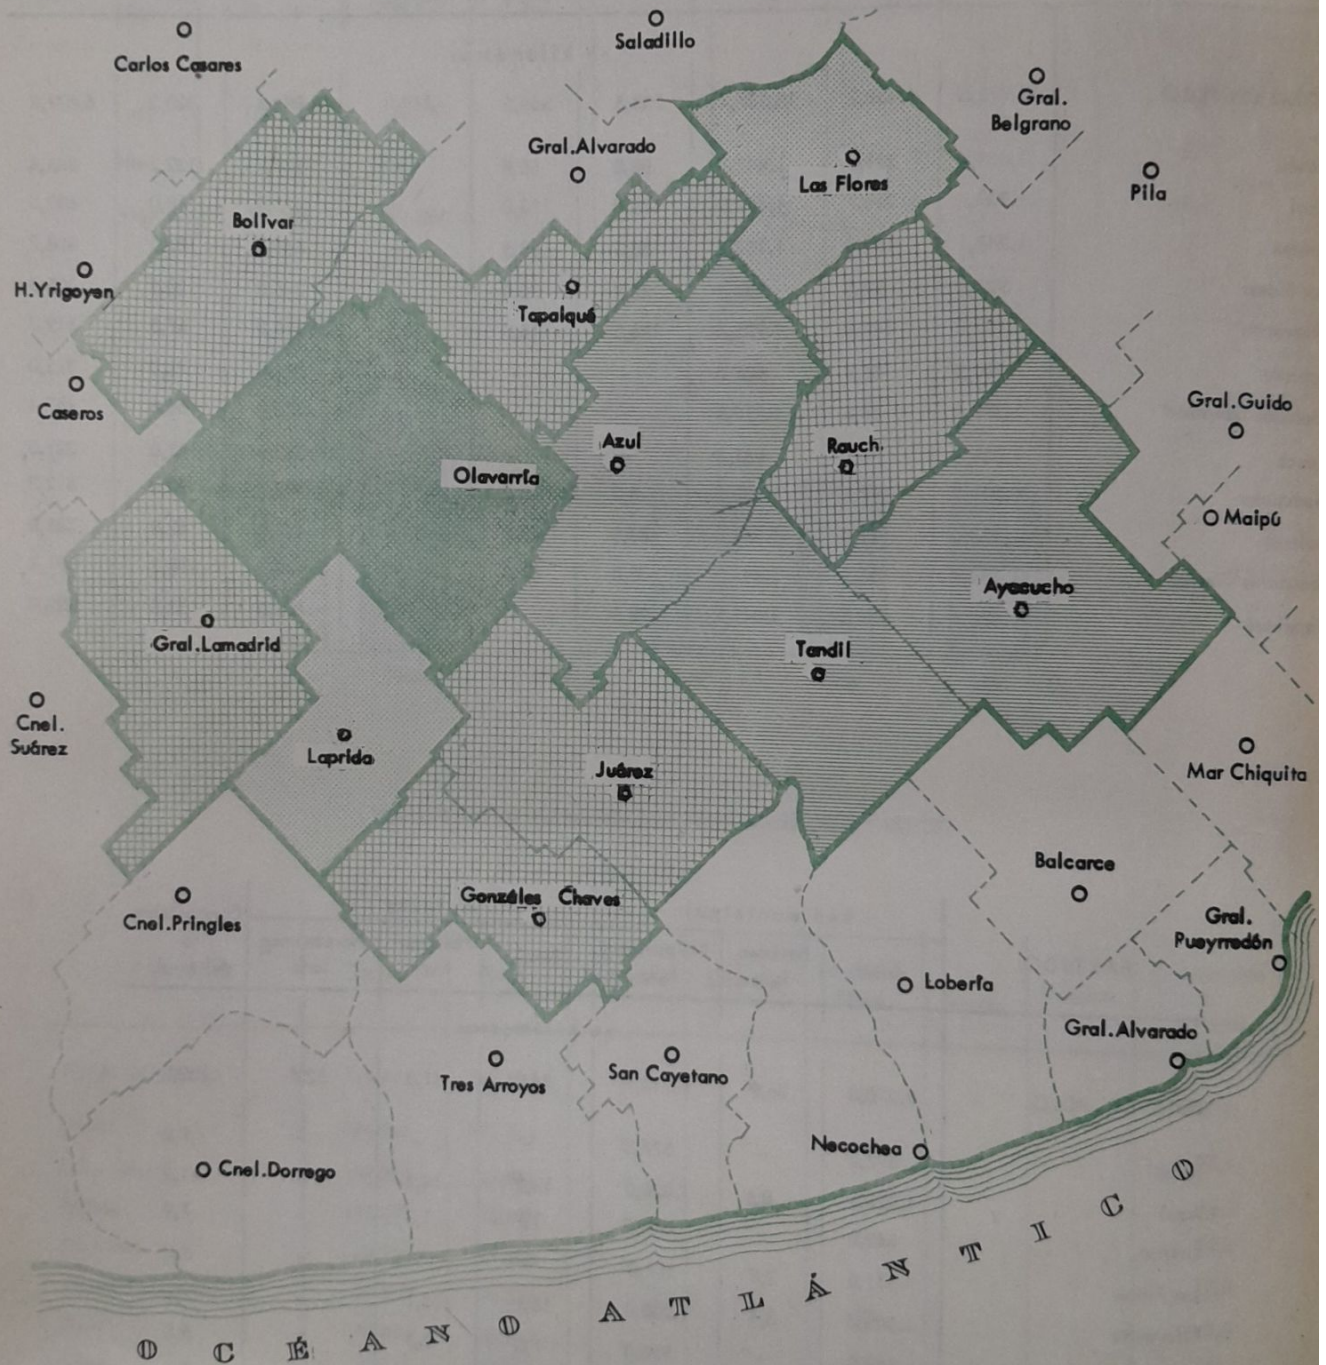 Saladillo
Carlos Casares
Gral.
Belgrano
Gral.Alvarado
Las Flores
Pila
Bolívar
H.Yrigoyen
Tapalqué
Caseros
Gral.Guido
Azul
Rauch.
Olavarría
Maipú
Ayacucho
Gral.Lamadrid
Tandil
Cnel.
Suárez
Laprida
Juárez
Mar Chiquita
Balcarce
Gonzáles Chaves
Cnel.Pringles
Gral.
Pueyrredón
Lobería
Gral.Alvarado
Tres Arroyos
San Cayetano
Necochea
Cnel.Dorrego
OCÉANO ATLÁNTICO